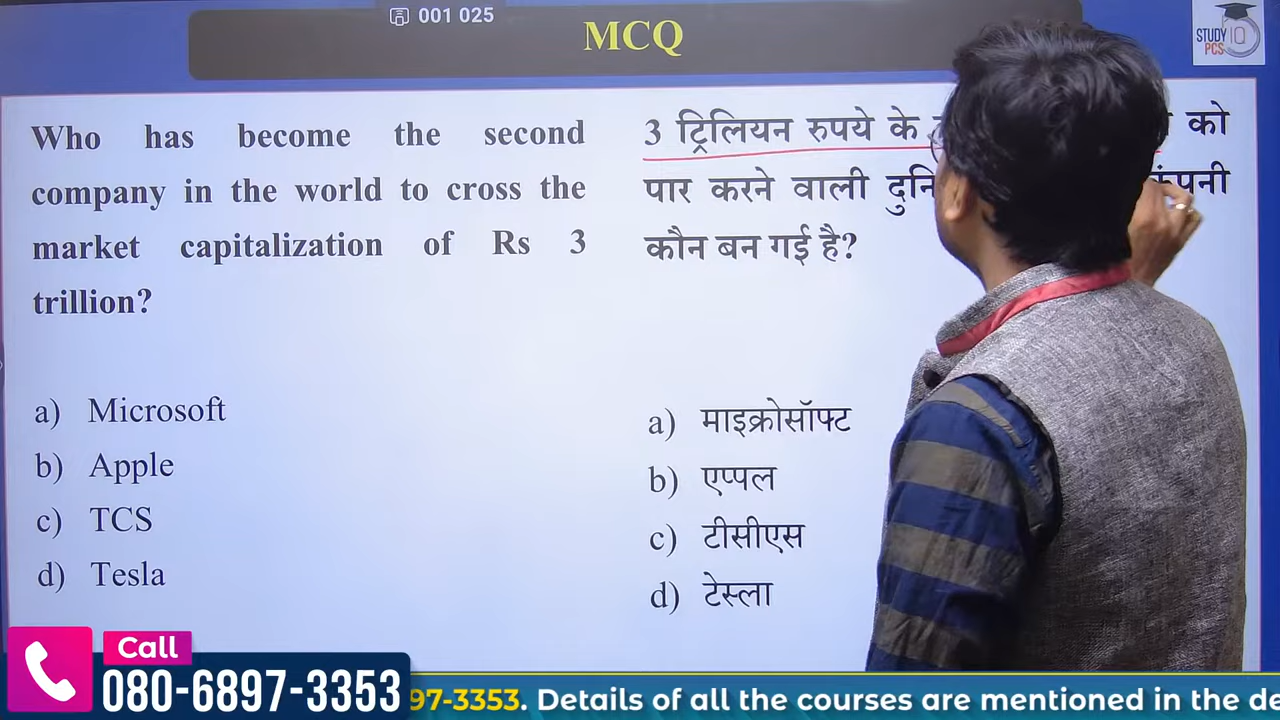 001 025
MCQ
STUDY IQ
PCS
Who has become the second
company in the world to cross the
market capitalization of Rs 3
trillion?
a) Microsoft
b) Apple
c) TCS
d) Tesla
3 ट्रिलियन रुपये के को
पार करने वाली
कौन बन गई है?
a) माइक्रोसॉफ्ट
b) एप्पल
c) टीसीएस
d) टेस्ला
Call
080-6897-3353
97-3353. Details of all the courses are mentioned in the de